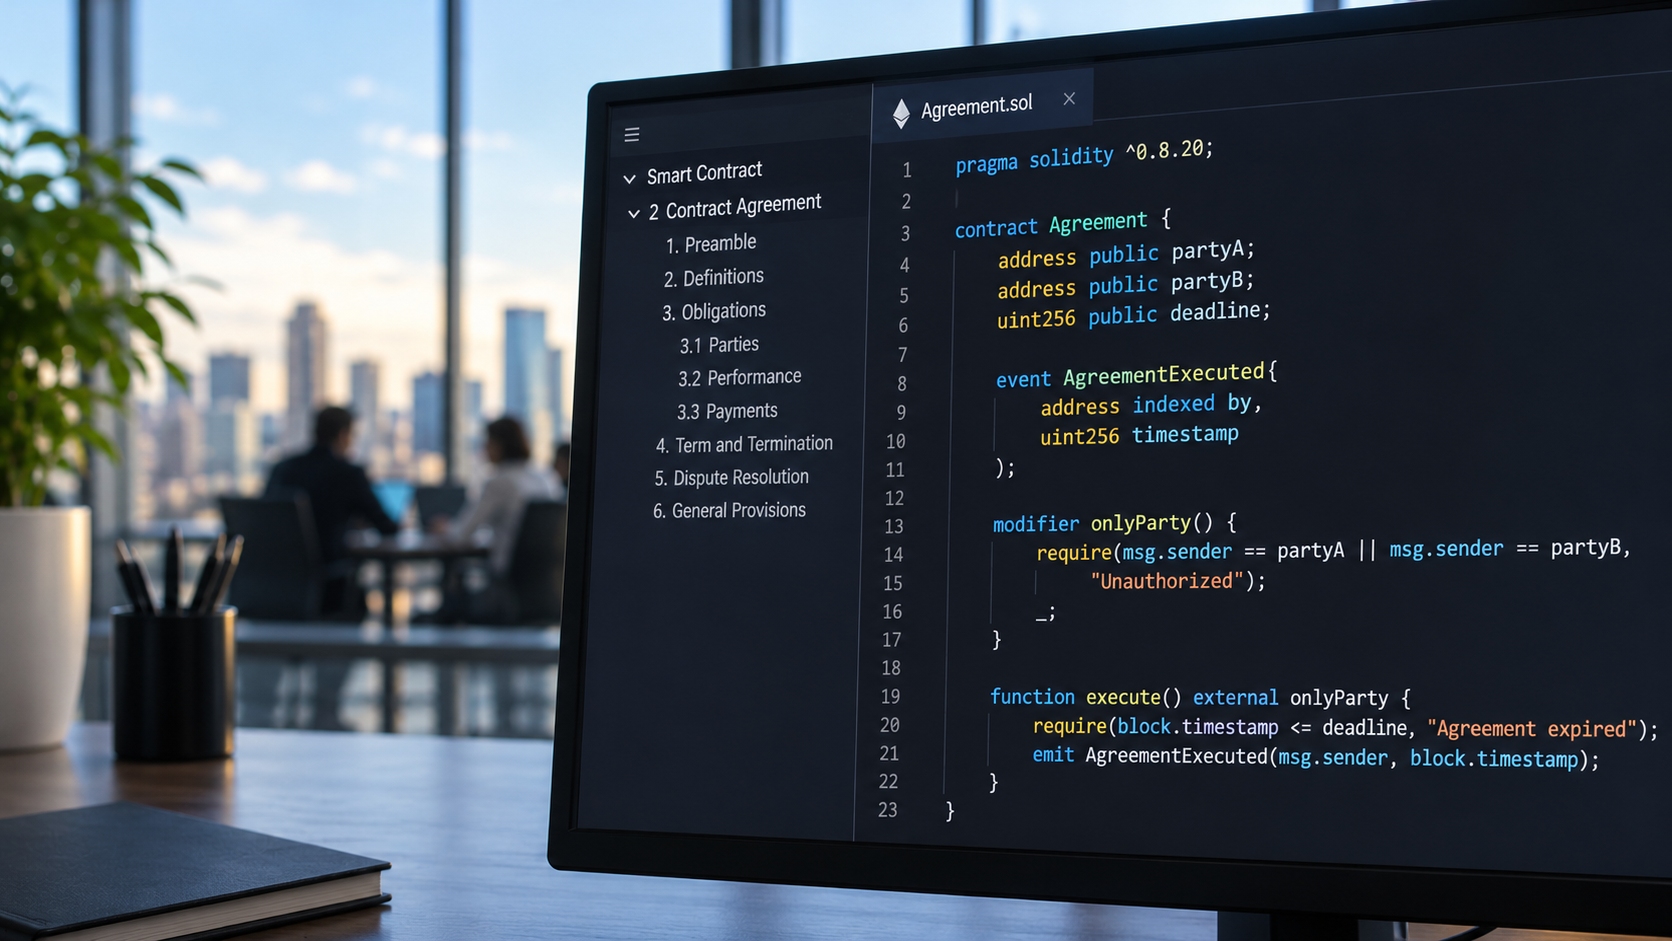 Smart Contract
2 Contract Agreement
1. Preamble
2. Definitions
3. Obligations
3.1 Parties
3.2 Performance
3.3 Payments
4. Term and Termination
5. Dispute Resolution
6. General Provisions
Agreement.sol ×
1 pragma solidity ^0.8.20;
2
3 contract Agreement {
4 address public partyA;
5 address public partyB;
6 uint256 public deadline;
7
8 event AgreementExecuted{
9 address indexed by,
10 uint256 timestamp
11 );
12
13 modifier onlyParty() {
14 require(msg.sender == partyA || msg.sender == partyB,
15 "Unauthorized");
16 _;
17 }
18
19 function execute() external onlyParty {
20 require(block.timestamp <= deadline, "Agreement expired");
21 emit AgreementExecuted(msg.sender, block.timestamp);
22 }
23 }